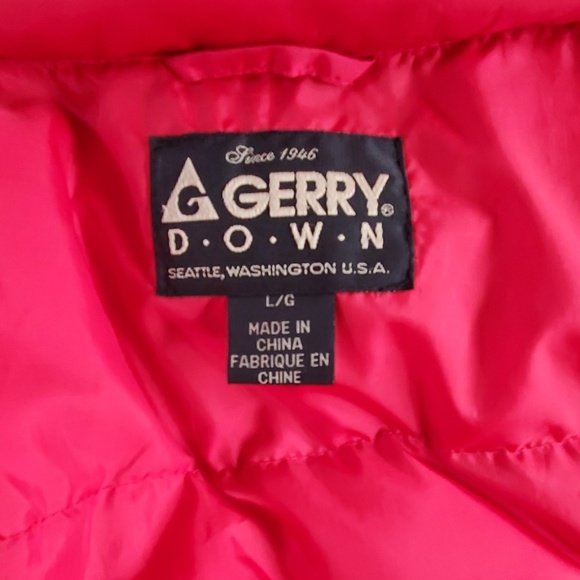 Since 1946
G GERRY®
D·O·W·N
SEATTLE, WASHINGTON U.S.A.
L/G
MADE IN
CHINA
FABRIQUE EN
CHINE